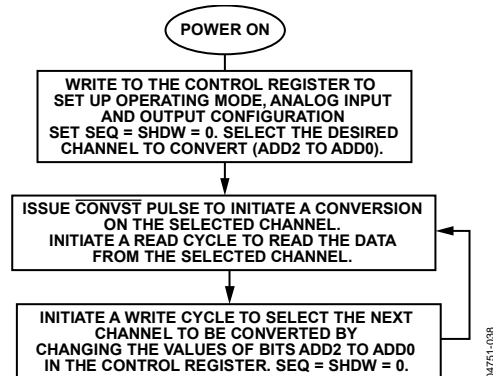 POWER ON
WRITE TO THE CONTROL REGISTER TO
SET UP OPERATING MODE, ANALOG INPUT
AND OUTPUT CONFIGURATION
SET SEQ = SHDW = 0. SELECT THE DESIRED
CHANNEL TO CONVERT (ADD2 TO ADD0).
ISSUE CONVST PULSE TO INITIATE A CONVERSION
ON THE SELECTED CHANNEL.
INITIATE A READ CYCLE TO READ THE DATA
FROM THE SELECTED CHANNEL.
INITIATE A WRITE CYCLE TO SELECT THE NEXT
CHANNEL TO BE CONVERTED BY
CHANGING THE VALUES OF BITS ADD2 TO ADD0
IN THE CONTROL REGISTER. SEQ = SHDW = 0.
04751-038